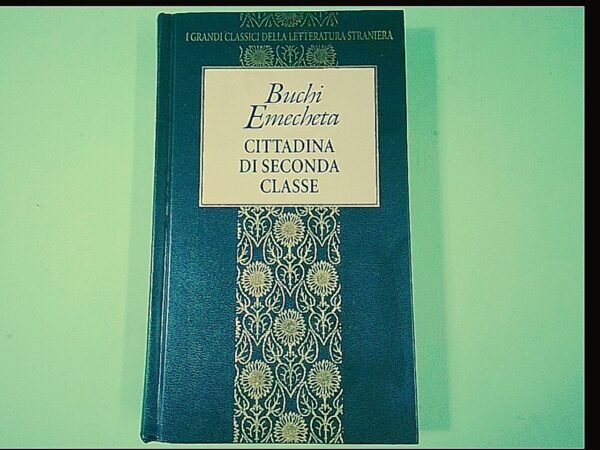 I GRANDI CLASSICI DELLA LETTERATURA STRANIERA
Buchi
Emecheta
CITTADINA
DI SECONDA
CLASSE